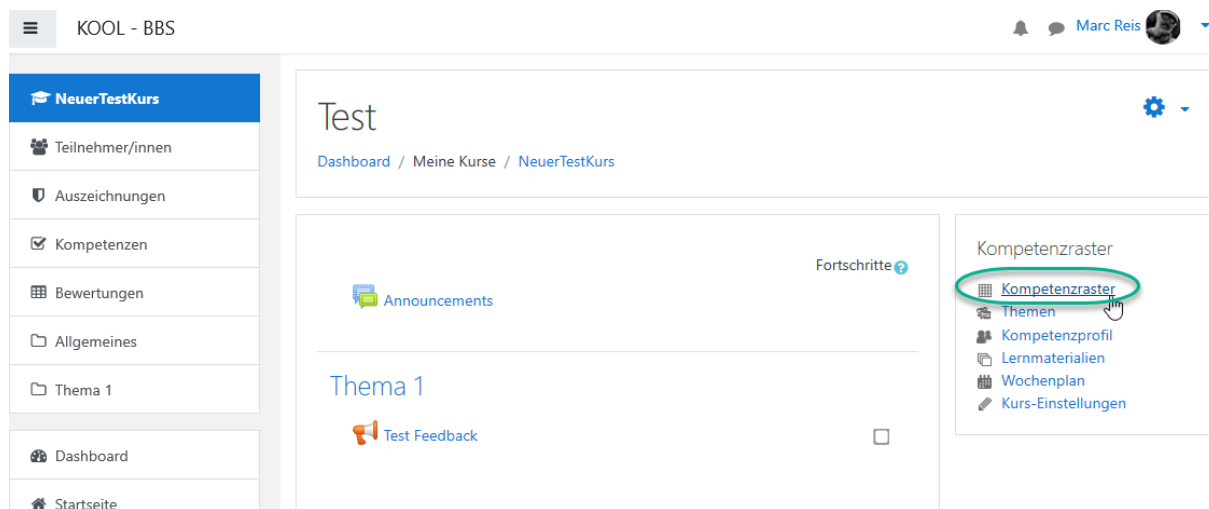 KOOL - BBS
Marc Reis
NeuerTestKurs
Teilnehmer/innen
Auszeichnungen
Kompetenzen
Bewertungen
Allgemeines
Thema 1
Dashboard
Startseite
Test
Dashboard / Meine Kurse / NeuerTestKurs
Fortschritte ?
Announcements
Thema 1
Test Feedback
Kompetenzraster
Kompetenzraster
Themen
Kompetenzprofil
Lernmaterialien
Wochenplan
Kurs-Einstellungen